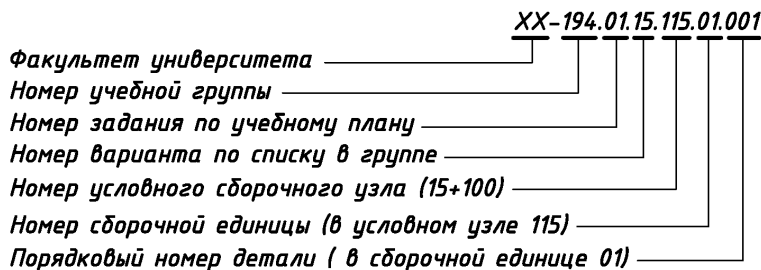 XX-194.01.15.115.01.001
Факультет университета
Номер учебной группы
Номер задания по учебному плану
Номер варианта по списку в группе
Номер условного сборочного узла (15+100)
Номер сборочной единицы (в условном узле 115)
Порядковый номер детали ( в сборочной единице 01)